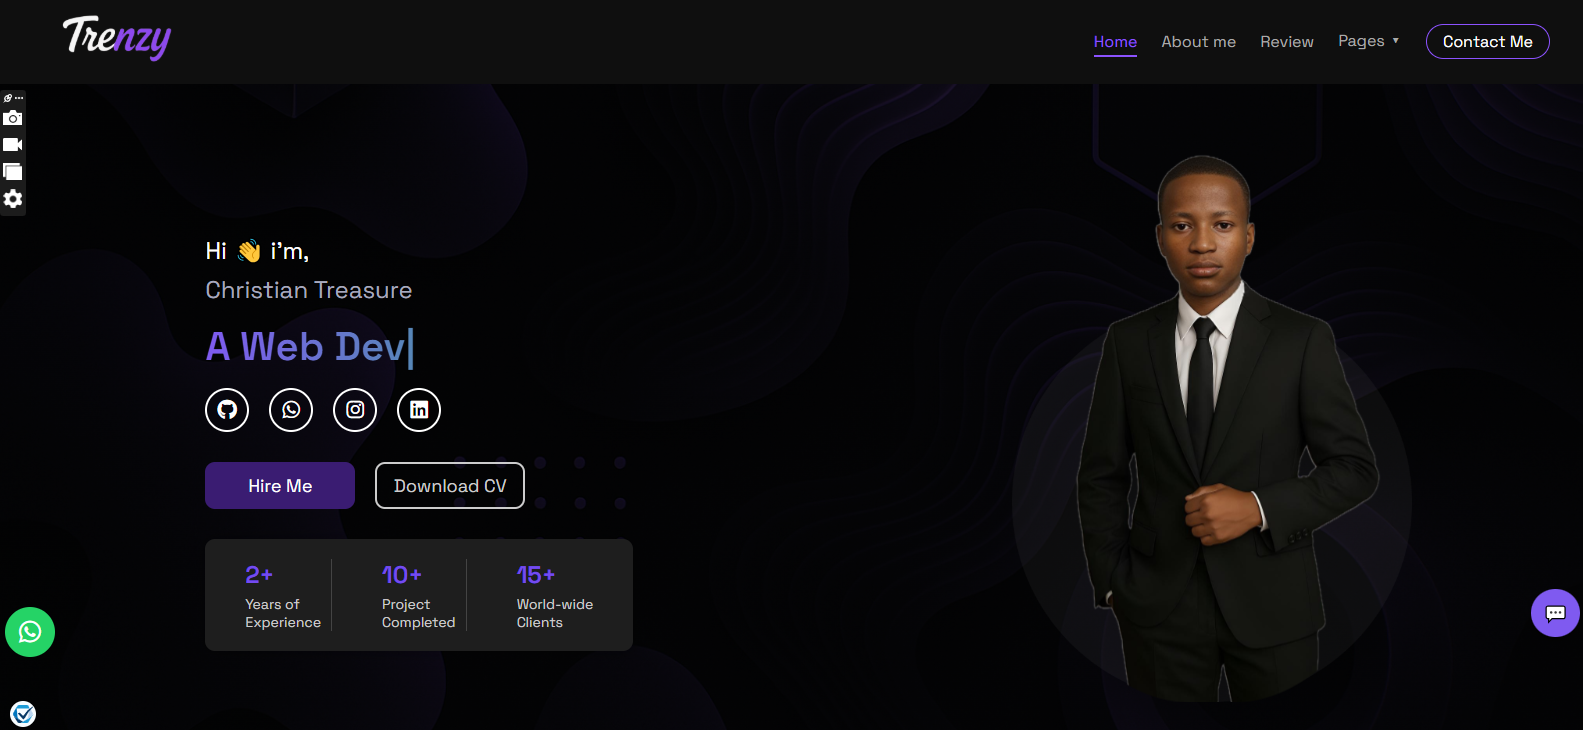 Trenzy
Home About me Review Pages ▼ Contact Me
Hi 👋 i'm,
Christian Treasure
A Web Dev|
Hire Me Download CV
2+ 10+ 15+
Years of Project World-wide
Experience Completed Clients